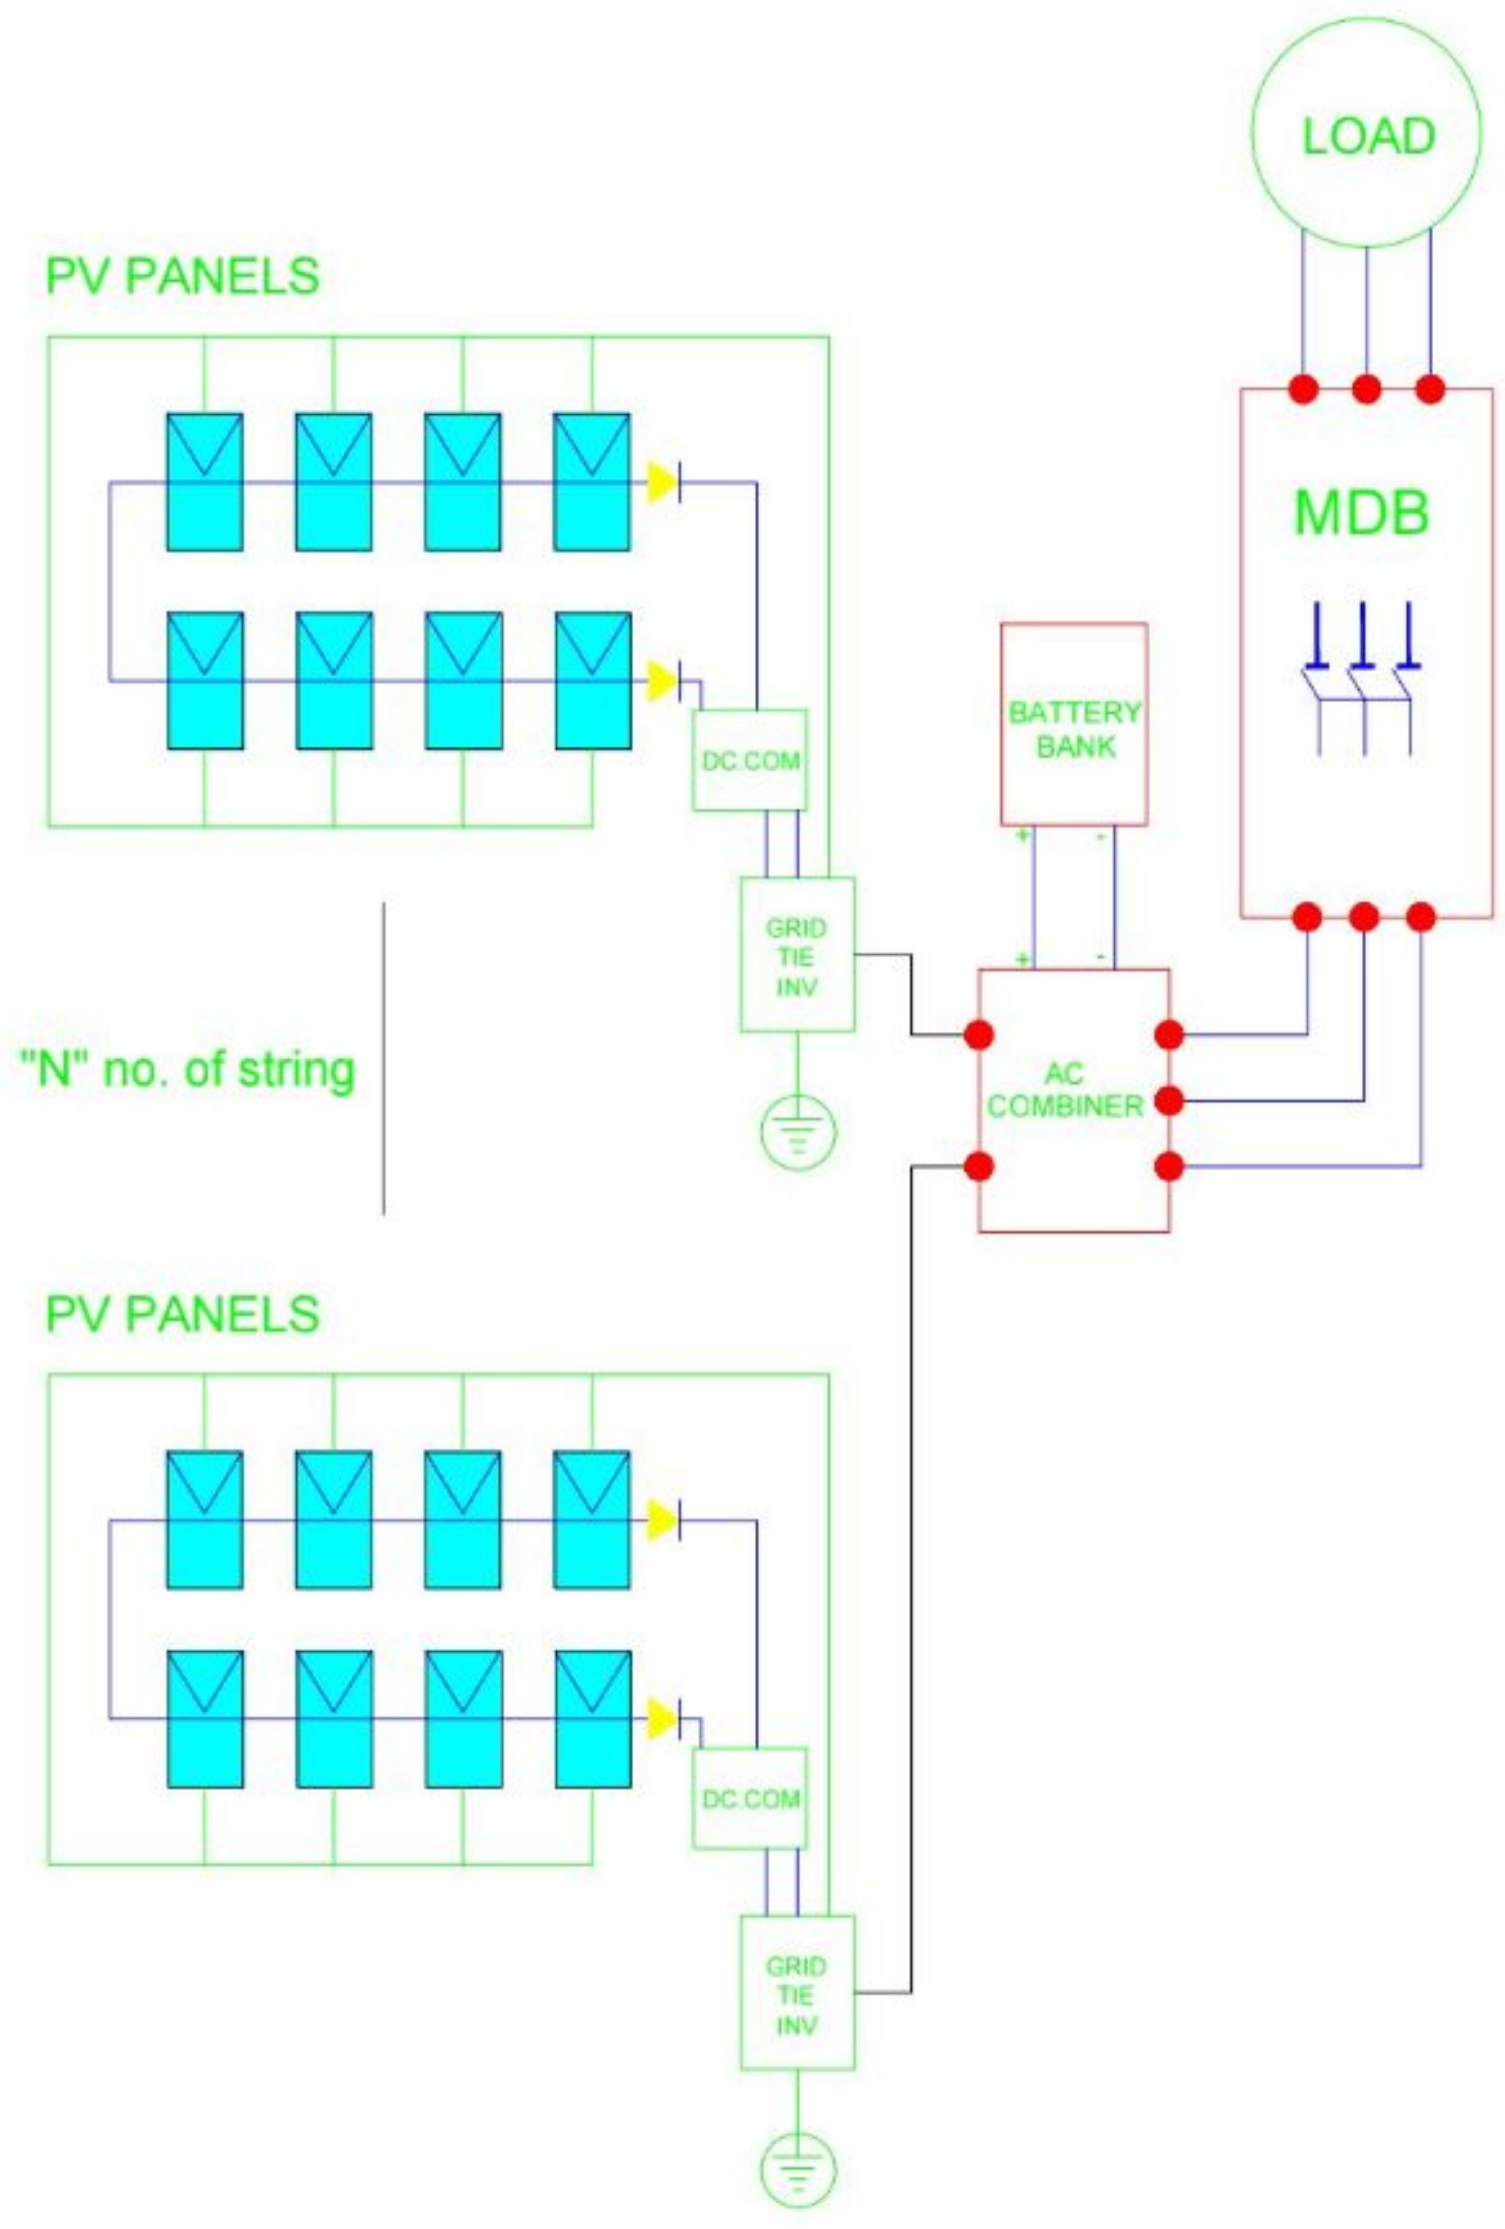 LOAD
PV PANELS
MDB
BATTERY
BANK
DC.COM
+ -
GRID
TIE
INV
+ -
"N" no. of string
AC
COMBINER
PV PANELS
DC.COM
GRID
TIE
INV